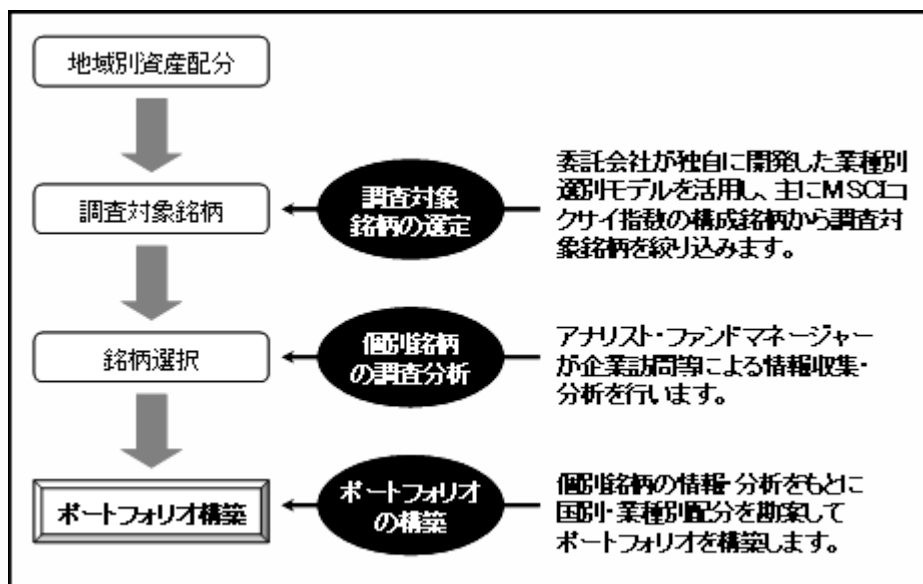 地域別資産配分
調査対象銘柄
調査対象
銘柄の選定
委託会社が独自に開発した業種別
選別モデルを活用し、主にMSCIコ
クサイ指数の構成銘柄から調査対
象銘柄を絞り込みます。
銘柄選択
個別銘柄
の調査分析
アナリスト・ファンドマネージャー
が企業訪問等による情報収集・
分析を行います。
ポートフォリオ構築
ポートフォリオ
の構築
個別銘柄の情報・分析をもとに
国別・業種別配分を勘案して
ポートフォリオを構築します。